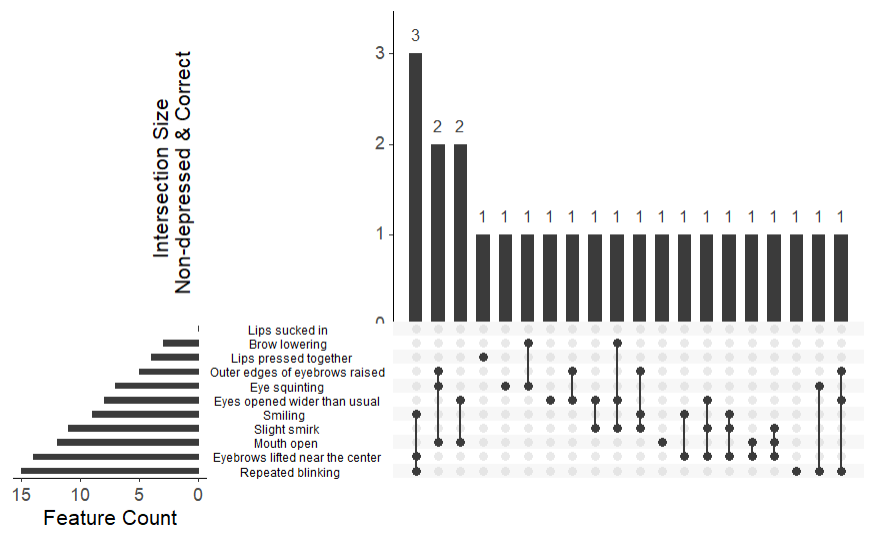 3
2 2
1 1 1 1 1 1 1 1 1 1 1 1 1 1 1 1 1
3
2
1
0
Intersection Size
Non-depressed & Correct
Lips sucked in
Brow lowering
Lips pressed together
Outer edges of eyebrows raised
Eye squinting
Eyes opened wider than usual
Smiling
Slight smirk
Mouth open
Eyebrows lifted near the center
Repeated blinking
15 10 5 0
Feature Count